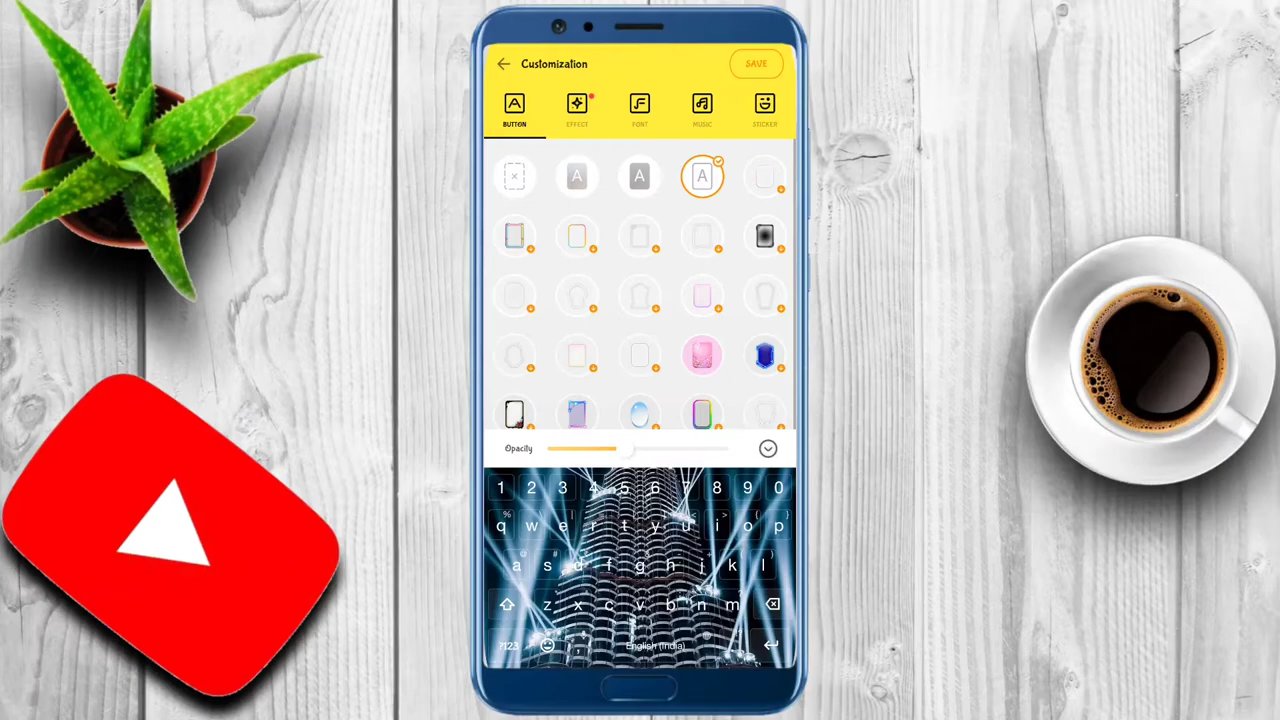 Customization
SAVE
BUTTON
EFFECT
FONT
MUSIC
STICKER
A A A
Opacity
1 2 3 4 5 6 7 8 9 0
q w e r t y u i o p
a s d f g h j k l
z x c v b n m
?123 , English (India)